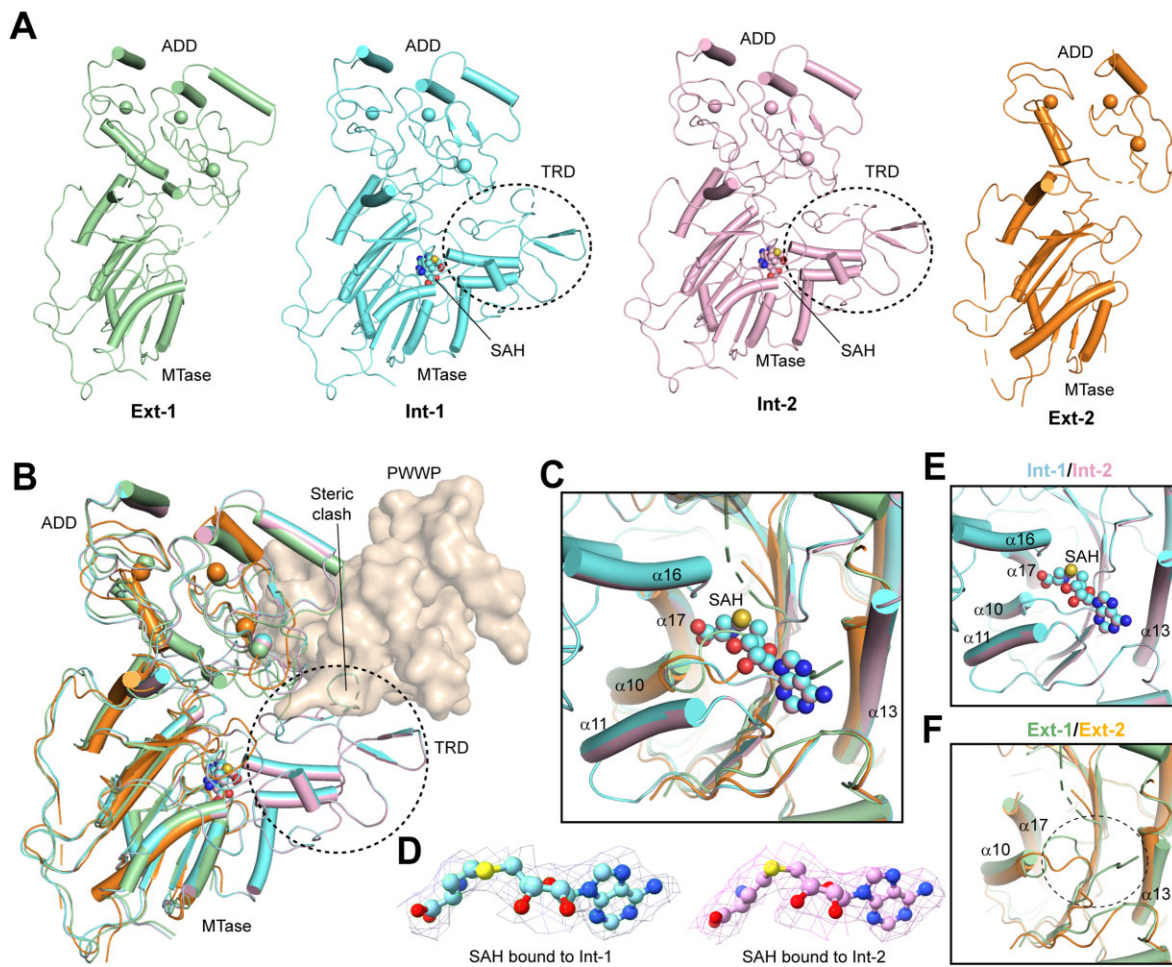 A
ADD
ADD
ADD
ADD
TRD
TRD
SAH
SAH
MTase
MTase
MTase
MTase
Ext-1
Int-1
Int-2
Ext-2
B
PWWP
Steric
clash
ADD
TRD
MTase
C
α16
SAH
α17
α10
α11
α13
D
SAH bound to Int-1
SAH bound to Int-2
E
Int-1/Int-2
α16
SAH
α17
α10
α11
α13
F
Ext-1/Ext-2
α17
α10
α13